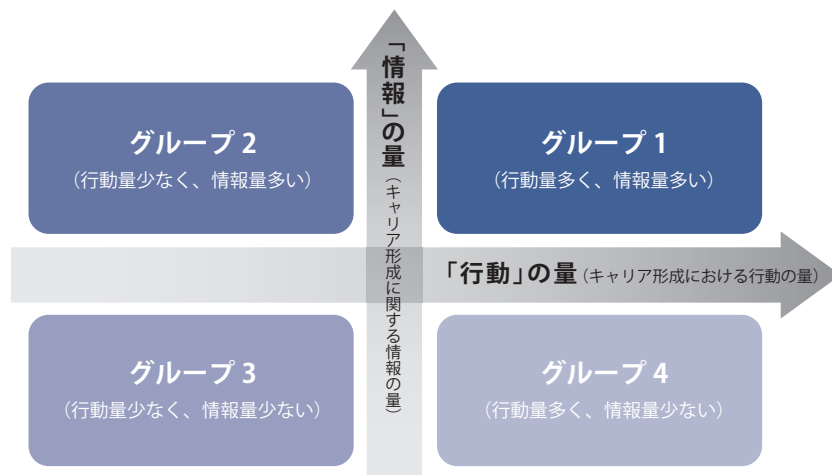 「情報」の量(キャリア形成に関する情報の量)
グループ 2
(行動量少なく、情報量多い)
グループ 1
(行動量多く、情報量多い)
「行動」の量(キャリア形成における行動の量)
グループ 3
(行動量少なく、情報量少ない)
グループ 4
(行動量多く、情報量少ない)